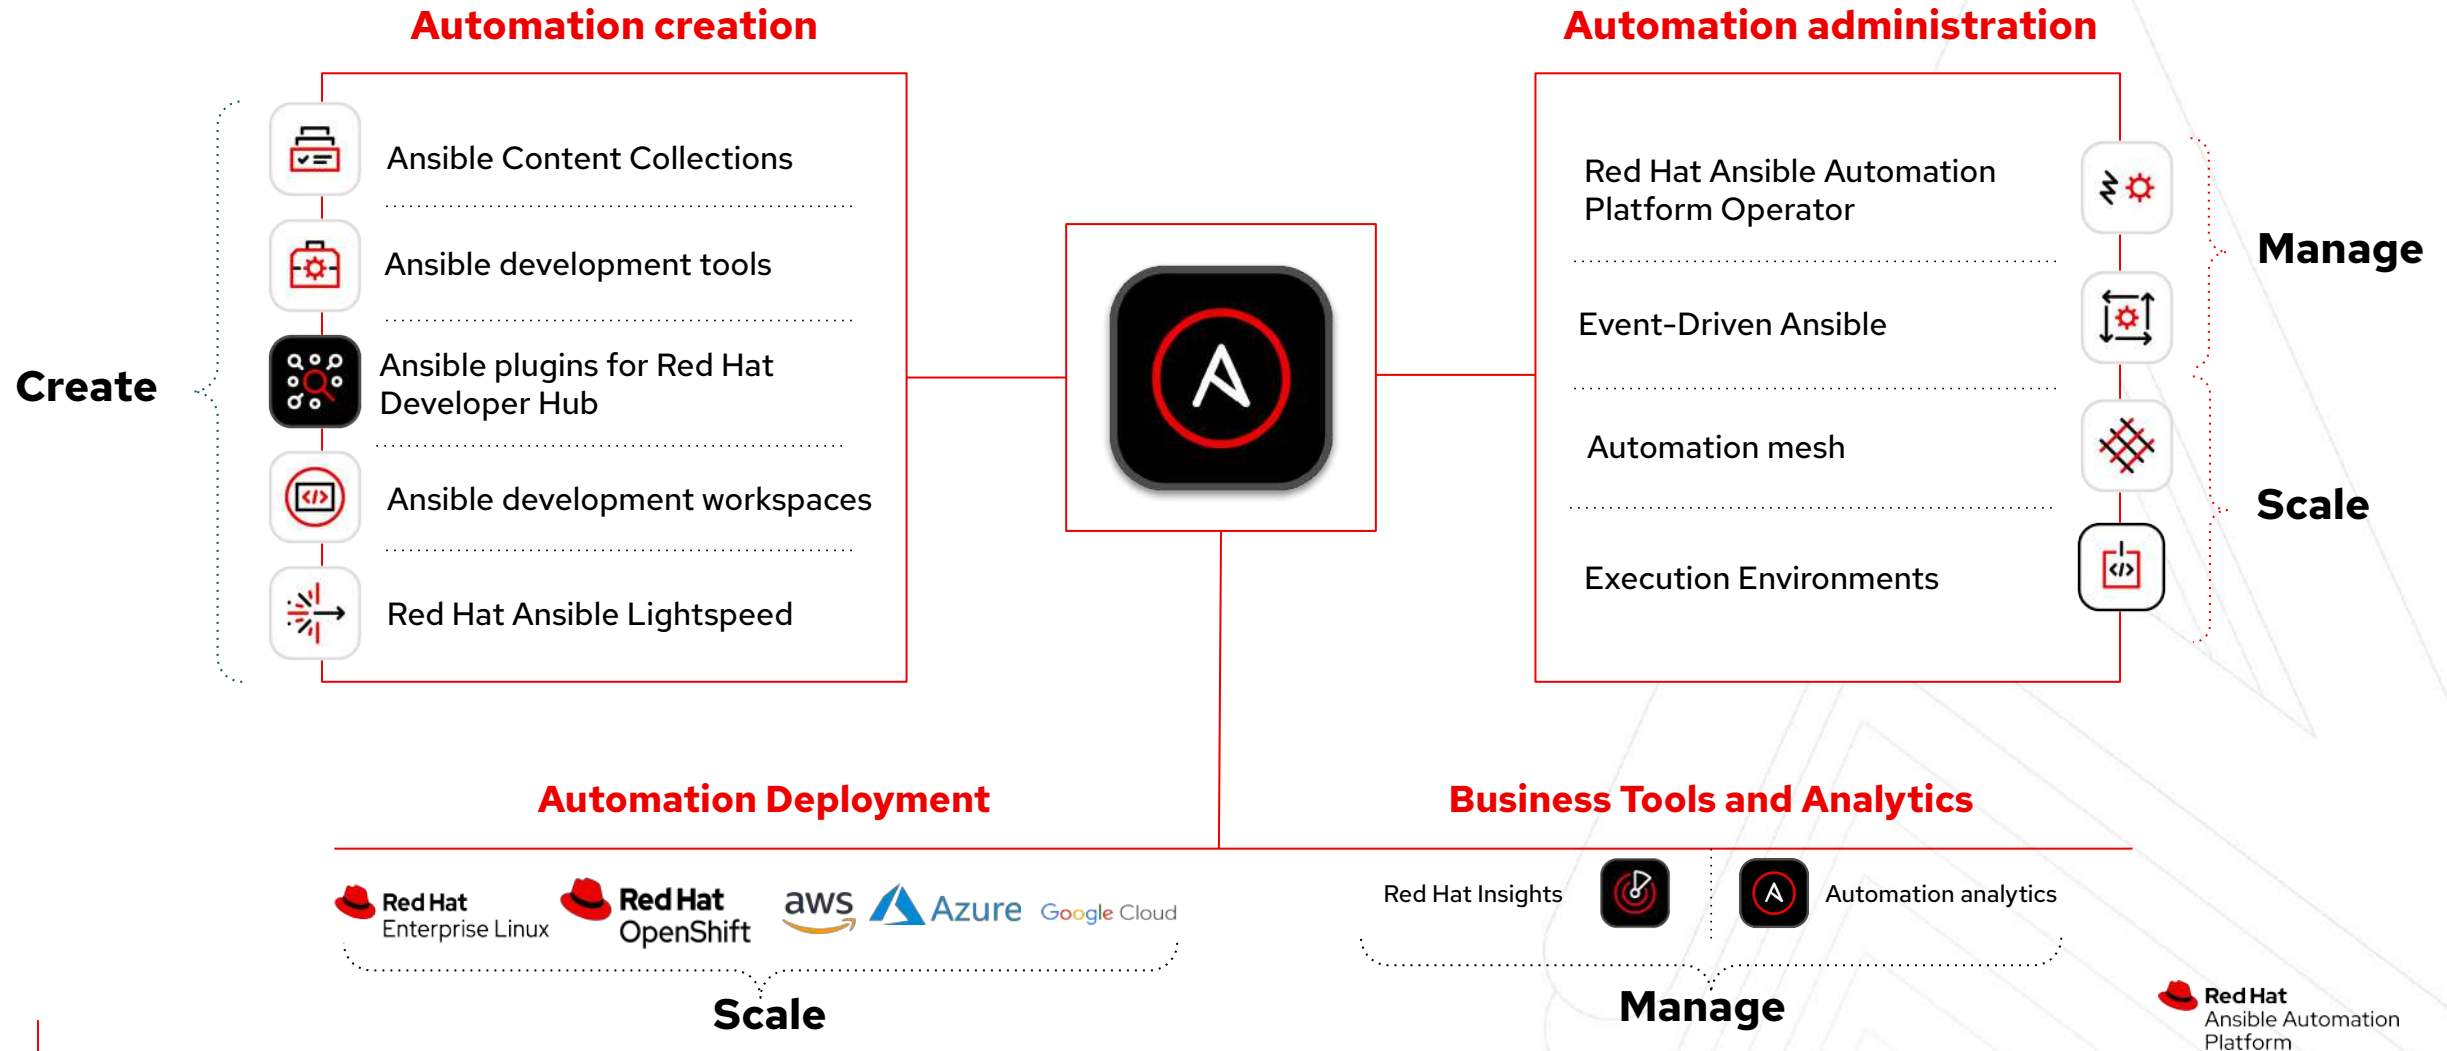 Automation creation
Automation administration
Create
Ansible Content Collections
Ansible development tools
Ansible plugins for Red Hat
Developer Hub
Ansible development workspaces
Red Hat Ansible Lightspeed
Red Hat Ansible Automation
Platform Operator
Event-Driven Ansible
Automation mesh
Execution Environments
Manage
Scale
Automation Deployment
Red Hat
Enterprise Linux
Red Hat
OpenShift
aws
Azure
Google Cloud
Scale
Business Tools and Analytics
Red Hat Insights
Automation analytics
Manage
Red Hat
Ansible Automation
Platform